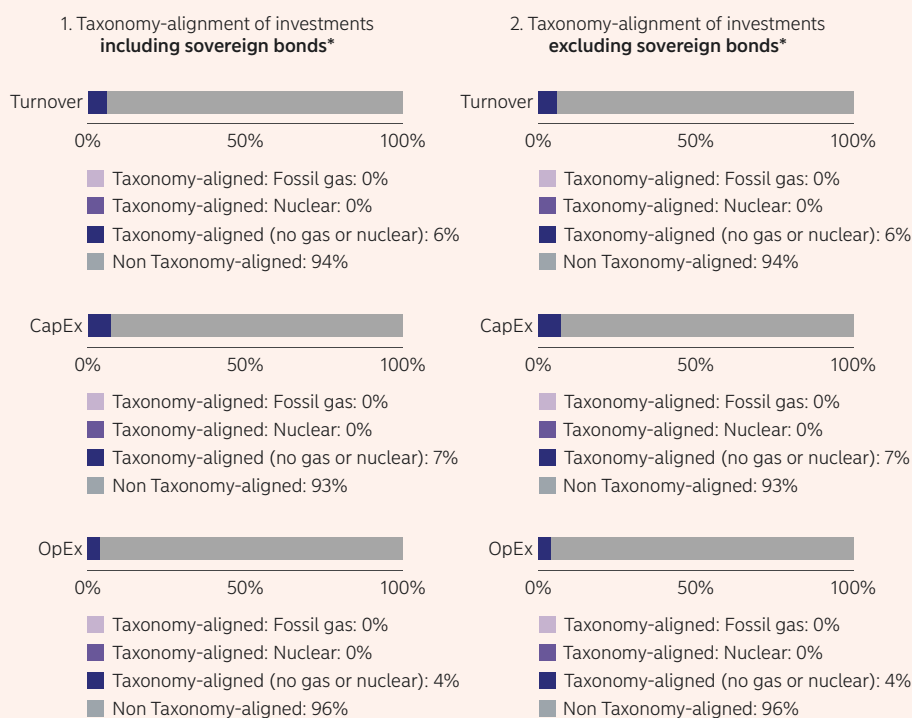 1. Taxonomy-alignment of investments
including sovereign bonds*
Turnover
0% 50% 100%
Taxonomy-aligned: Fossil gas: 0%
Taxonomy-aligned: Nuclear: 0%
Taxonomy-aligned (no gas or nuclear): 6%
Non Taxonomy-aligned: 94%
CapEx
0% 50% 100%
Taxonomy-aligned: Fossil gas: 0%
Taxonomy-aligned: Nuclear: 0%
Taxonomy-aligned (no gas or nuclear): 7%
Non Taxonomy-aligned: 93%
OpEx
0% 50% 100%
Taxonomy-aligned: Fossil gas: 0%
Taxonomy-aligned: Nuclear: 0%
Taxonomy-aligned (no gas or nuclear): 4%
Non Taxonomy-aligned: 96%
2. Taxonomy-alignment of investments
excluding sovereign bonds*
Turnover
0% 50% 100%
Taxonomy-aligned: Fossil gas: 0%
Taxonomy-aligned: Nuclear: 0%
Taxonomy-aligned (no gas or nuclear): 6%
Non Taxonomy-aligned: 94%
CapEx
0% 50% 100%
Taxonomy-aligned: Fossil gas: 0%
Taxonomy-aligned: Nuclear: 0%
Taxonomy-aligned (no gas or nuclear): 7%
Non Taxonomy-aligned: 93%
OpEx
0% 50% 100%
Taxonomy-aligned: Fossil gas: 0%
Taxonomy-aligned: Nuclear: 0%
Taxonomy-aligned (no gas or nuclear): 4%
Non Taxonomy-aligned: 96%